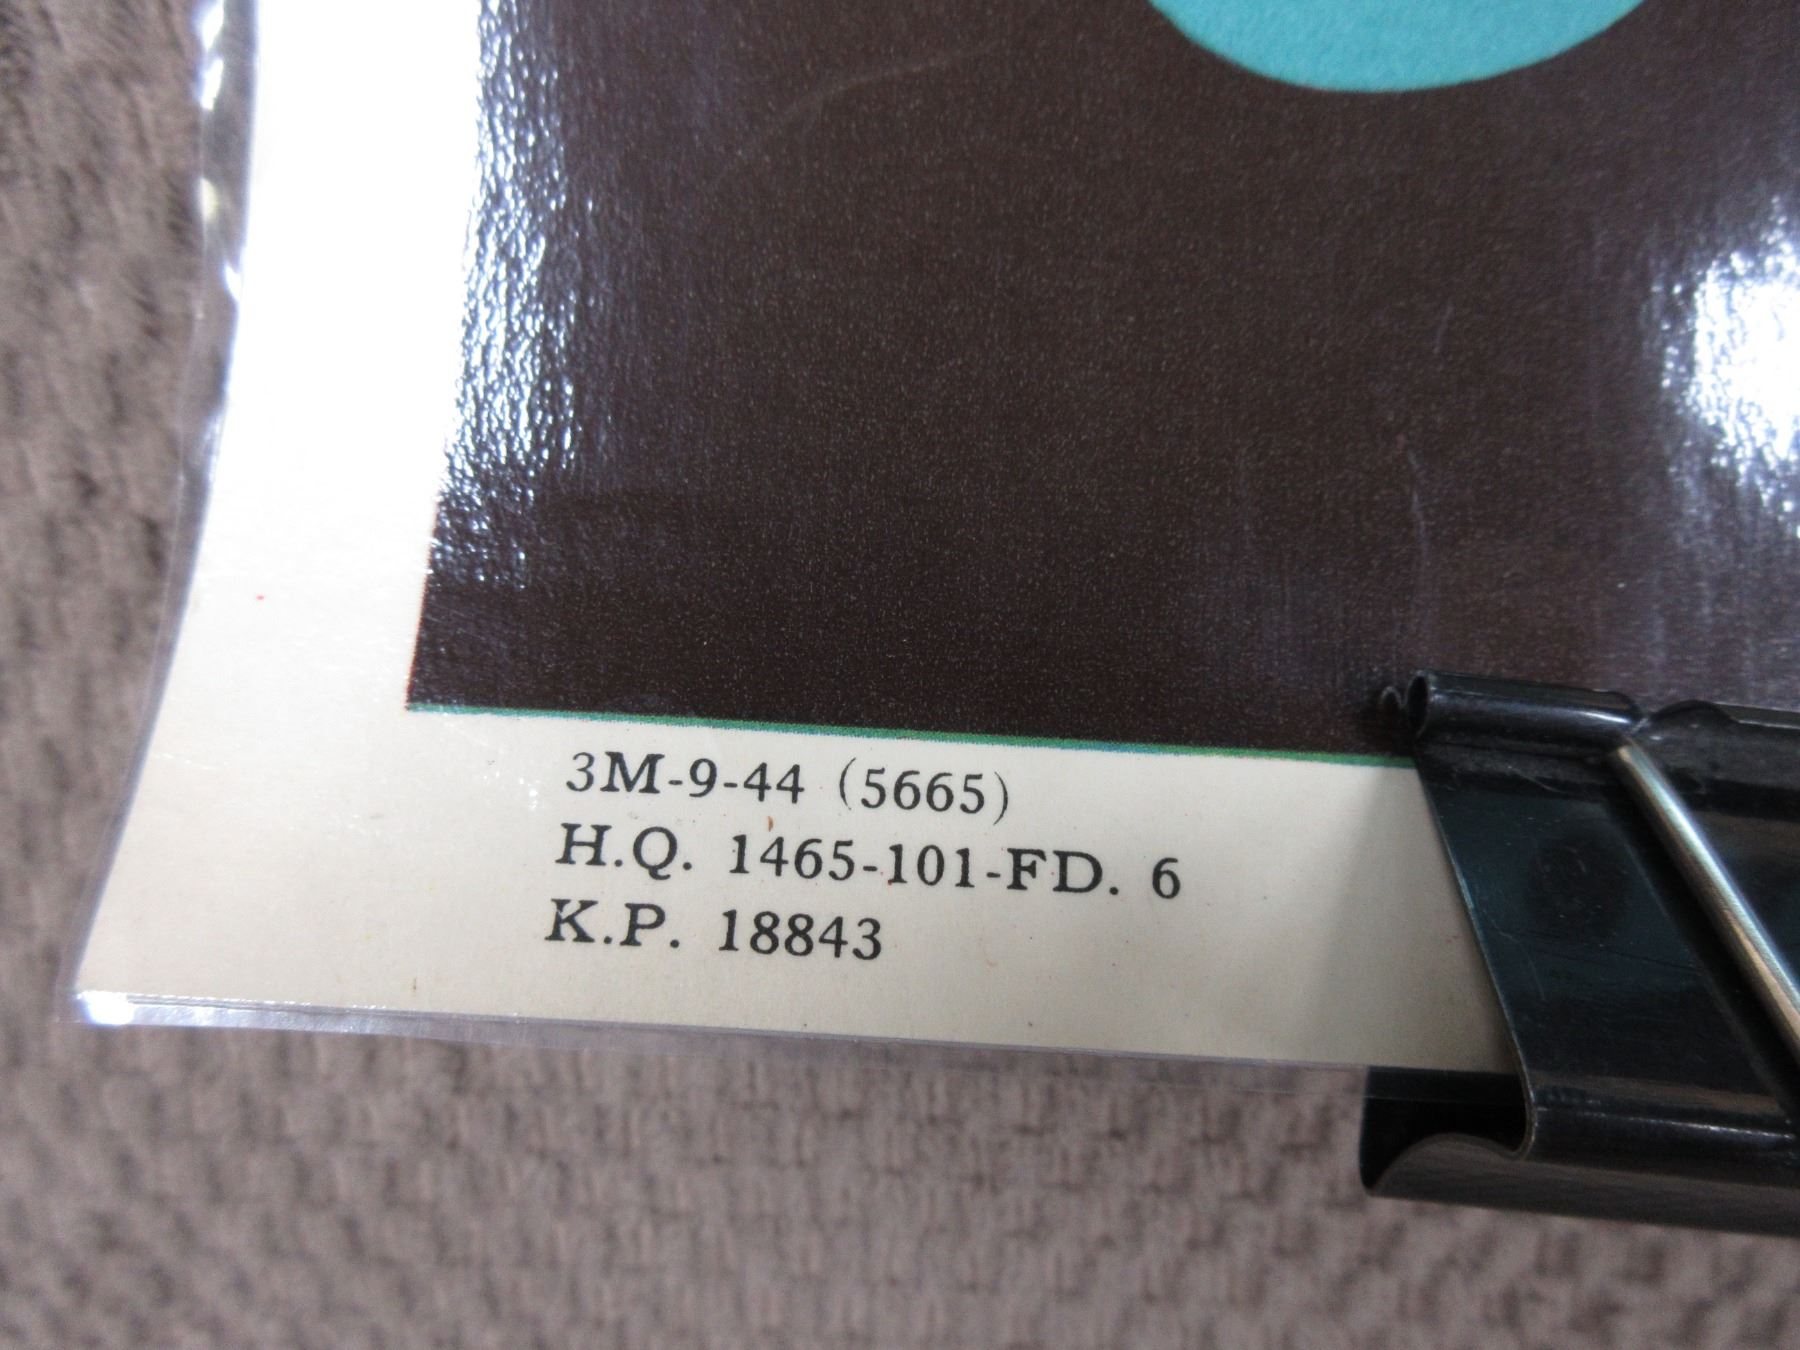 3M-9-44 (5665)
H.Q. 1465-101-FD. 6
K.P. 18843